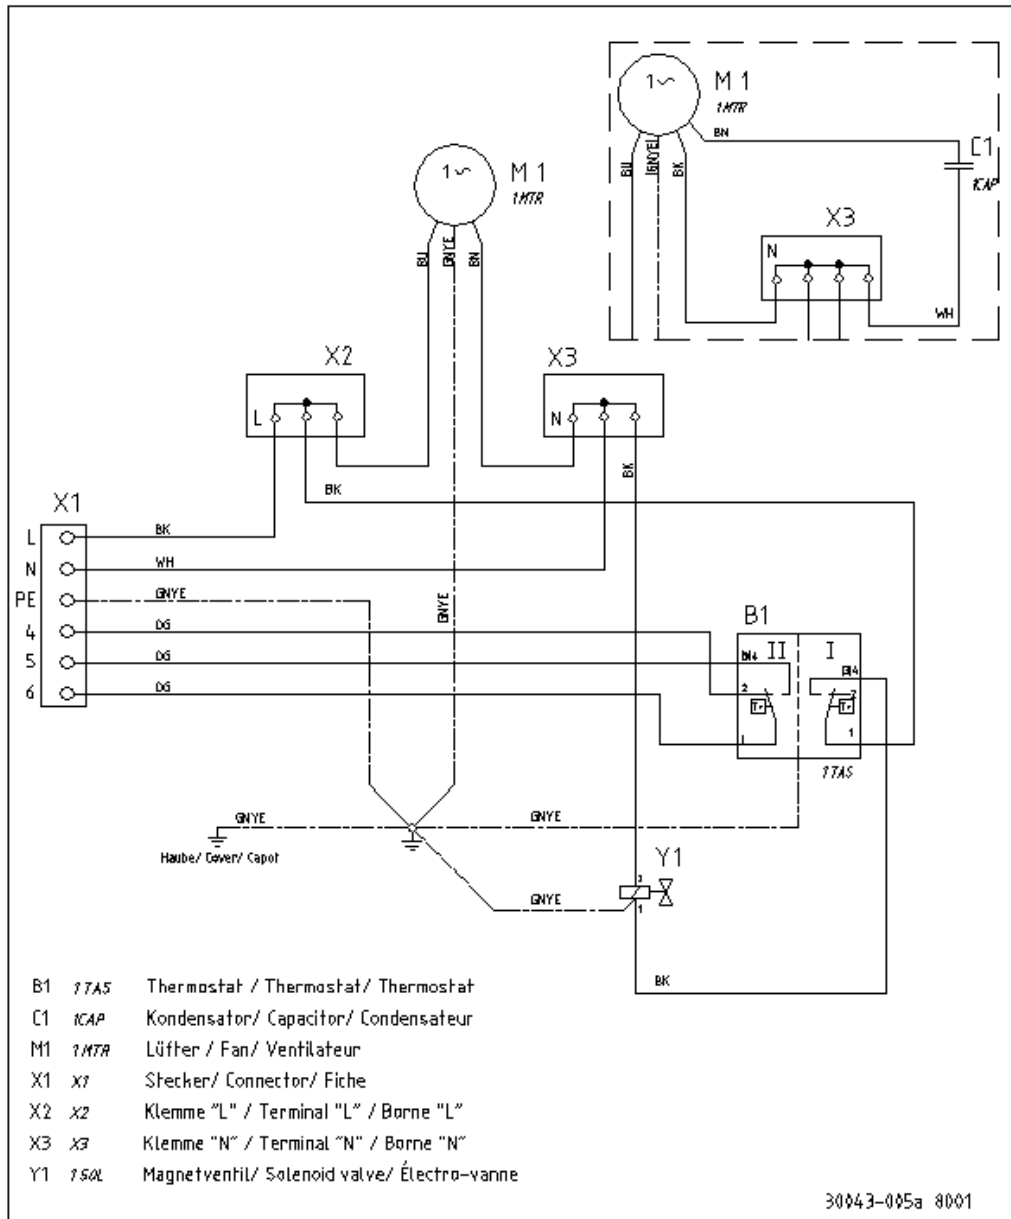 M 1
1MTR
BN
BU
GNYE
BK
C1
1CAP
X3
N
WH
1~
M 1
1MTR
1~
BU
GNYE
BN
X2
L
X3
N
BK
BK
X1
L
BK
N
WH
PE
GNYE
4
DG
5
DG
6
DG
GNYE
B1
II
I
2
2
1
1
1TAS
GNYE
GNYE
Haube/ Cover/ Capot
Y1
GNYE
1
BK
B1 1TAS Thermostat / Thermostat/ Thermostat
C1 1CAP Kondensator/ Capacitor/ Condensateur
M1 1MTR Lüfter / Fan/ Ventilateur
X1 X1 Stecker/ Connector/ Fiche
X2 X2 Klemme "L" / Terminal "L" / Borne "L"
X3 X3 Klemme "N" / Terminal "N" / Borne "N"
Y1 1SOL Magnetventil/ Solenoid valve/ Électro-vanne
30043-005a 8001